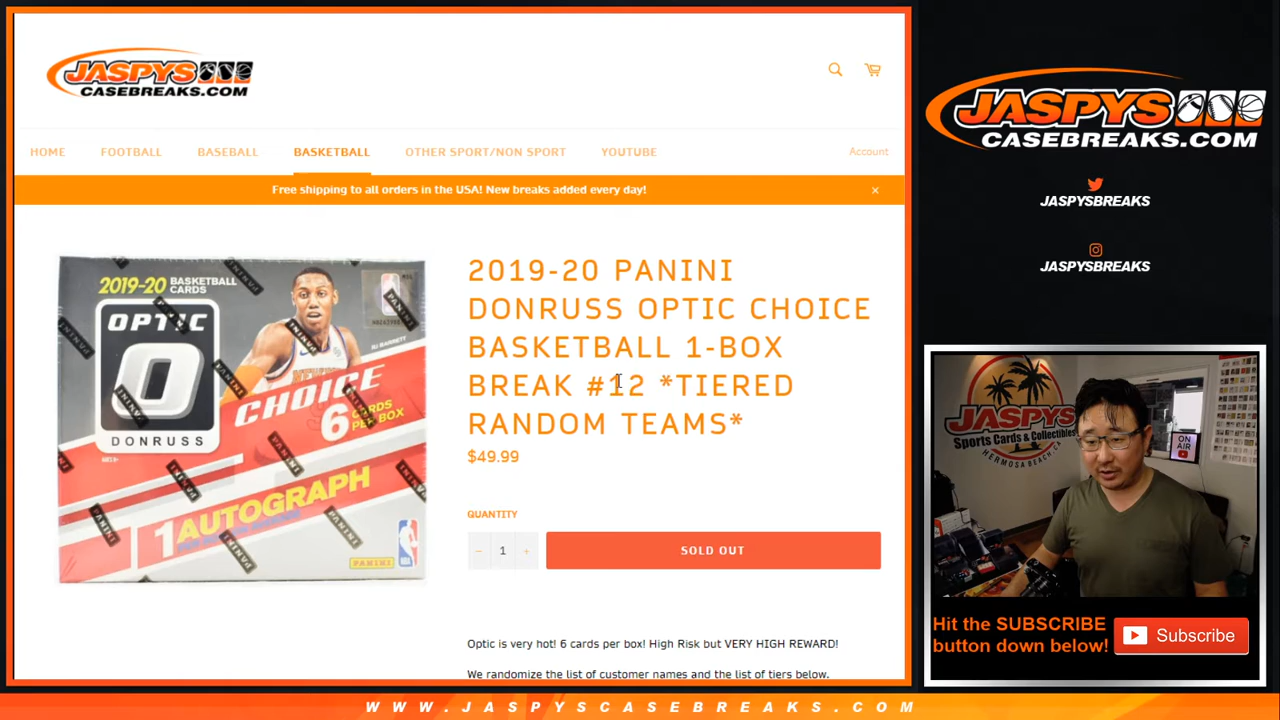 JASPYS
CASEBREAKS.COM
HOME
FOOTBALL
BASEBALL
BASKETBALL
OTHER SPORT/NON SPORT
YOUTUBE
Account
Free shipping to all orders in the USA! New breaks added every day!
×
2019-20 BASKETBALL CARDS
OPTIC
DONRUSS
RJ BARRETT
CHOICE
6 CARDS PER BOX
1 AUTOGRAPH
PANINI
2019-20 PANINI
DONRUSS OPTIC CHOICE
BASKETBALL 1-BOX
BREAK #12 *TIERED
RANDOM TEAMS*
$49.99
QUANTITY
− 1 +
SOLD OUT
Optic is very hot! 6 cards per box! High Risk but VERY HIGH REWARD!
We randomize the list of customer names and the list of tiers below.
JASPYS
CASEBREAKS.COM
JASPYSBREAKS
JASPYSBREAKS
JASPYS
Sports Cards & Collectibles
HERMOSA BEACH CA
ON AIR
Hit the SUBSCRIBE
button down below!
Subscribe
WWW.JASPYSCASEBREAKS.COM